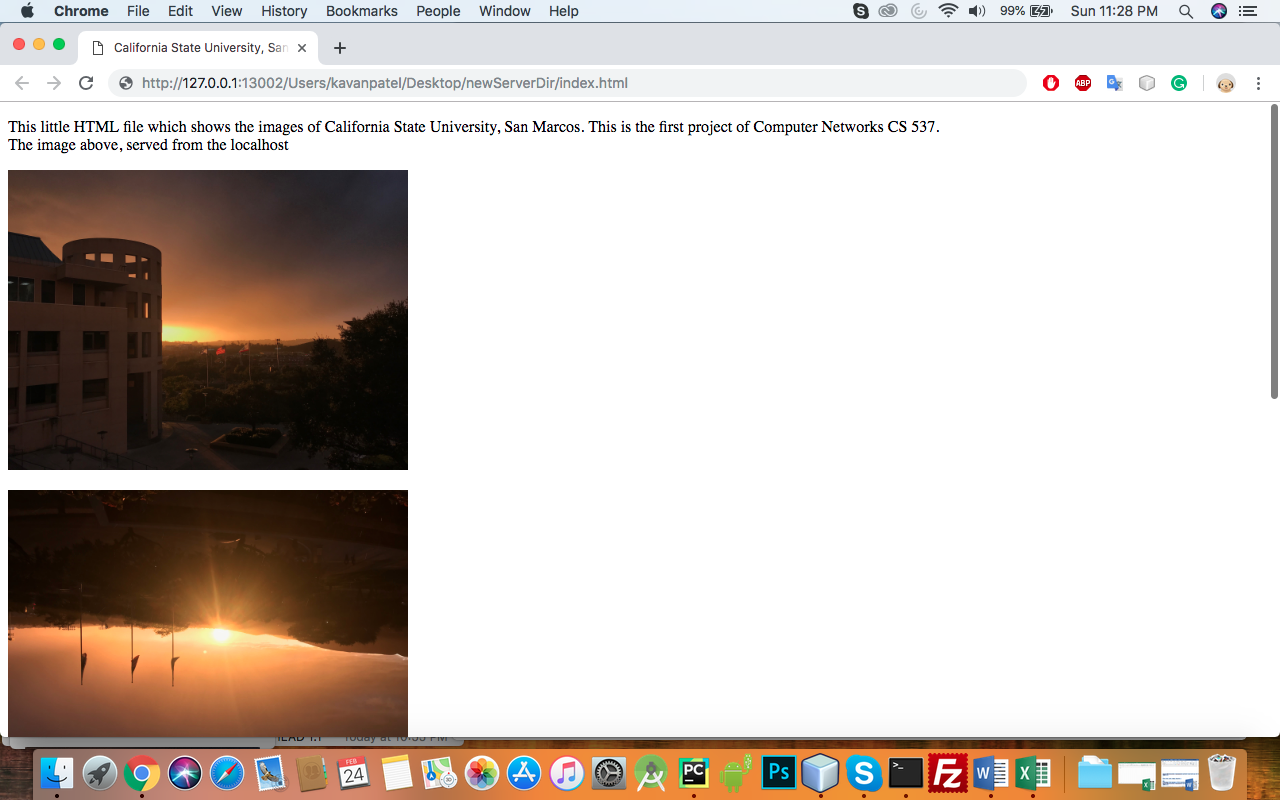 Chrome File Edit View History Bookmarks People Window Help 99% Sun 11:28 PM
California State University, San
http://127.0.0.1:13002/Users/kavanpatel/Desktop/newServerDir/index.html
ABP
This little HTML file which shows the images of California State University, San Marcos. This is the first project of Computer Networks CS 537.
The image above, served from the localhost
FEB
24
PC
Ps